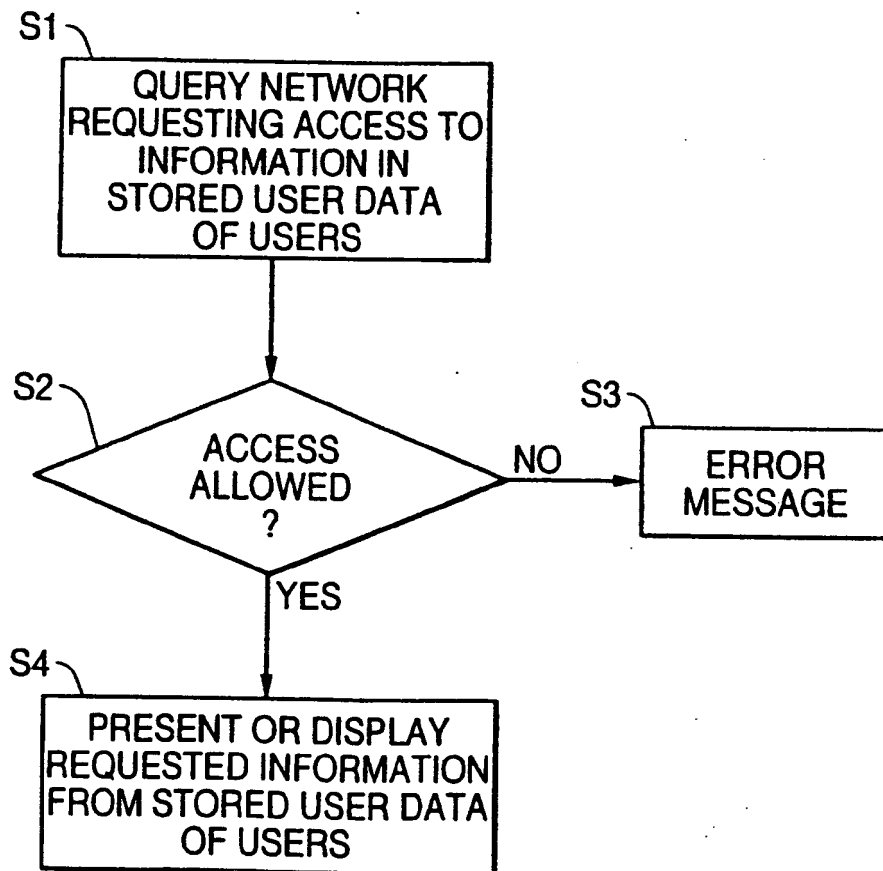 S1
QUERY NETWORK
REQUESTING ACCESS TO
INFORMATION IN
STORED USER DATA
OF USERS
S2
ACCESS
ALLOWED
?
NO
S3
ERROR
MESSAGE
YES
S4
PRESENT OR DISPLAY
REQUESTED INFORMATION
FROM STORED USER DATA
OF USERS